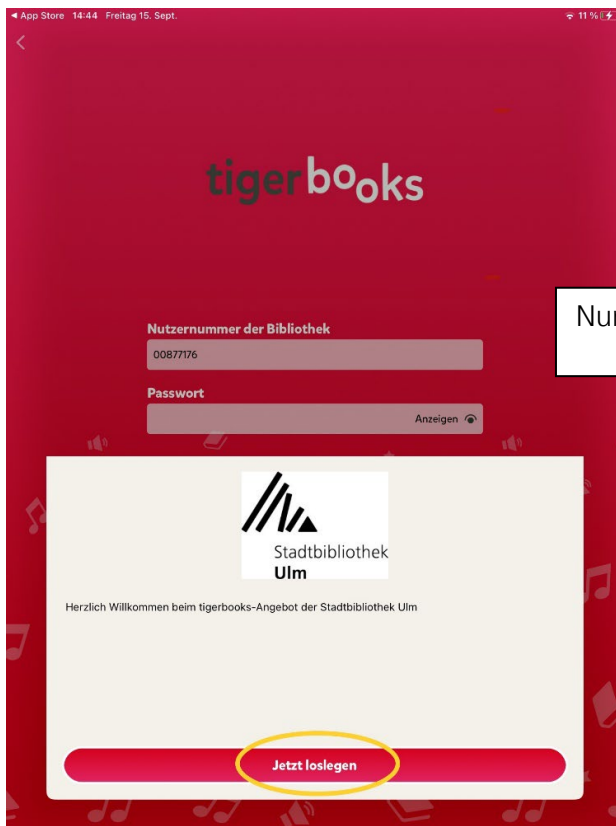 App Store 14:44 Freitag 15. Sept. 11 %
tigerbooks
Nutzernummer der Bibliothek
00877176
Passwort
Anzeigen
Stadtbibliothek
Ulm
Herzlich Willkommen beim tigerbooks-Angebot der Stadtbibliothek Ulm
Jetzt loslegen